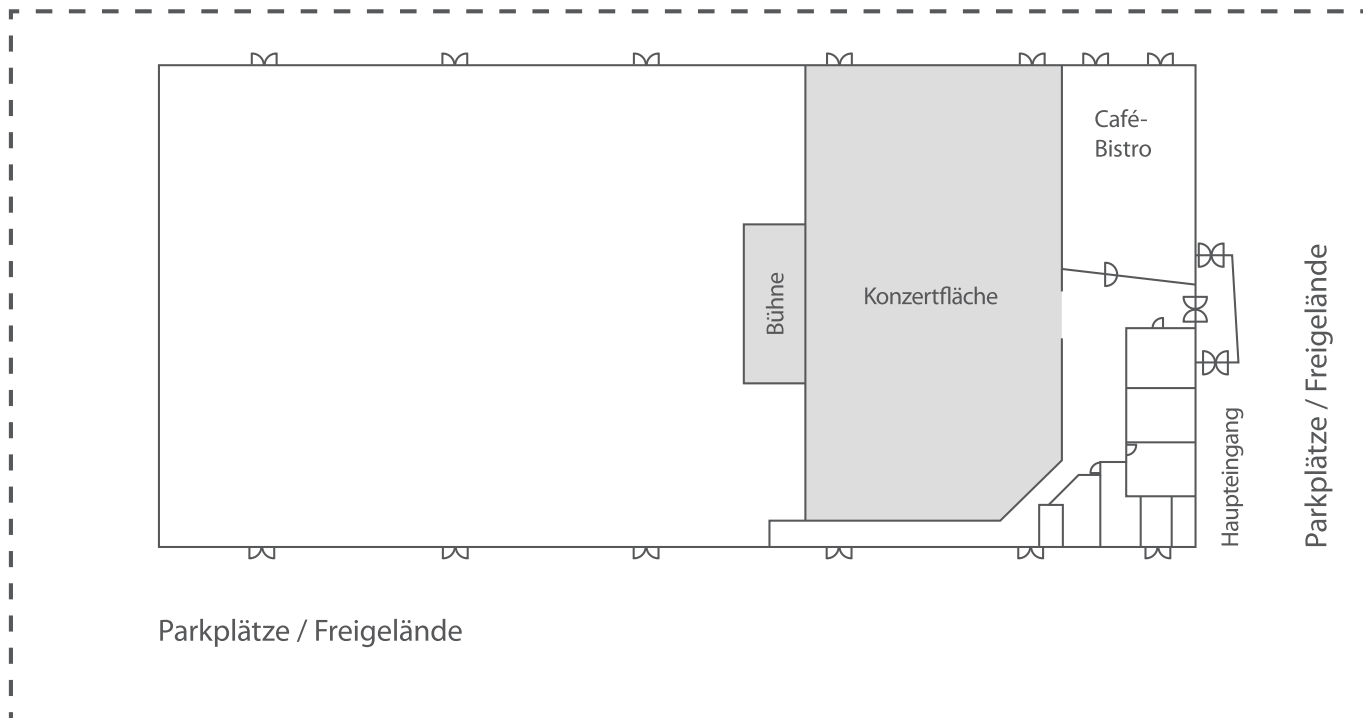 Café-
Bistro
Bühne
Konzertfläche
Haupteingang
Parkplätze / Freigelände
Parkplätze / Freigelände